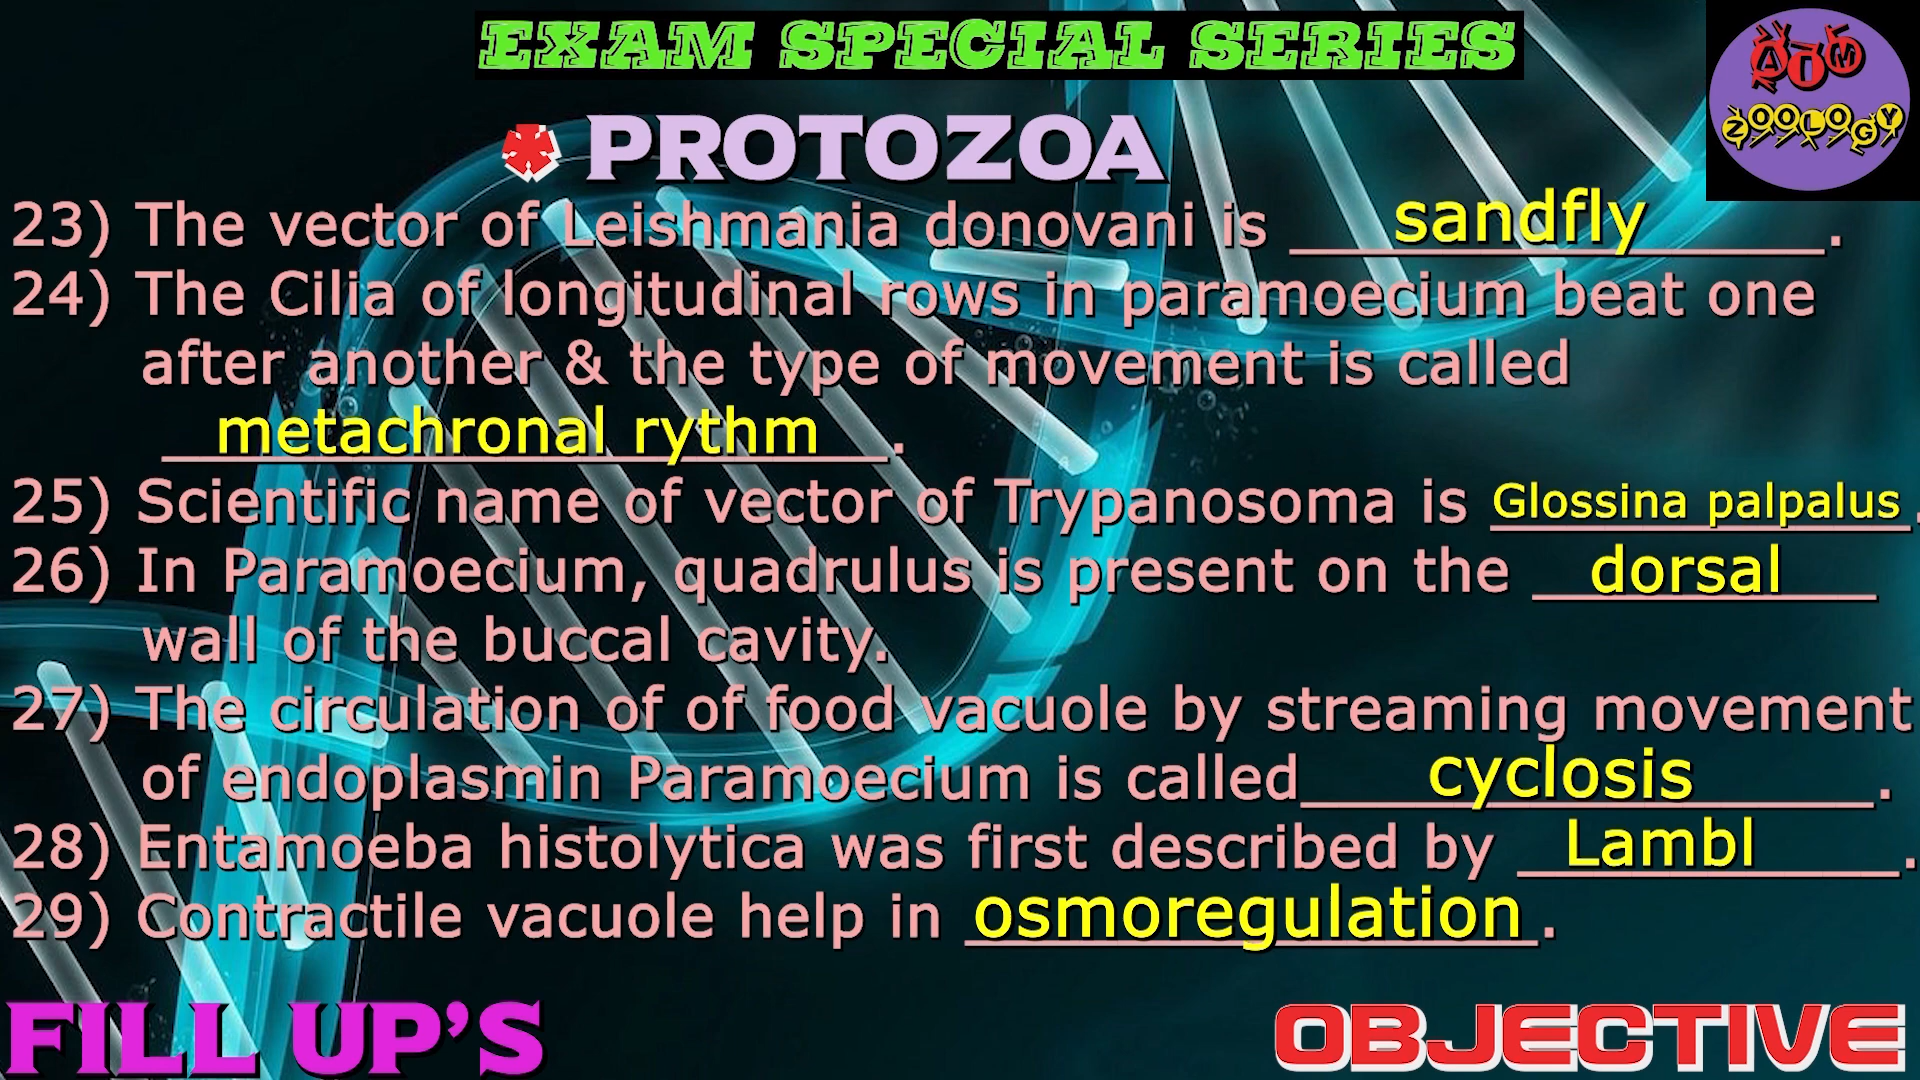 EXAM SPECIAL SERIES
AIM
ZOOLOGY
PROTOZOA
23) The vector of Leishmania donovani is sandfly.
24) The Cilia of longitudinal rows in paramoecium beat one
after another & the type of movement is called
metachronal rythm.
25) Scientific name of vector of Trypanosoma is Glossina palpalus.
26) In Paramoecium, quadrulus is present on the dorsal
wall of the buccal cavity.
27) The circulation of of food vacuole by streaming movement
of endoplasmin Paramoecium is called cyclosis.
28) Entamoeba histolytica was first described by Lambl.
29) Contractile vacuole help in osmoregulation.
FILL UP'S
OBJECTIVE